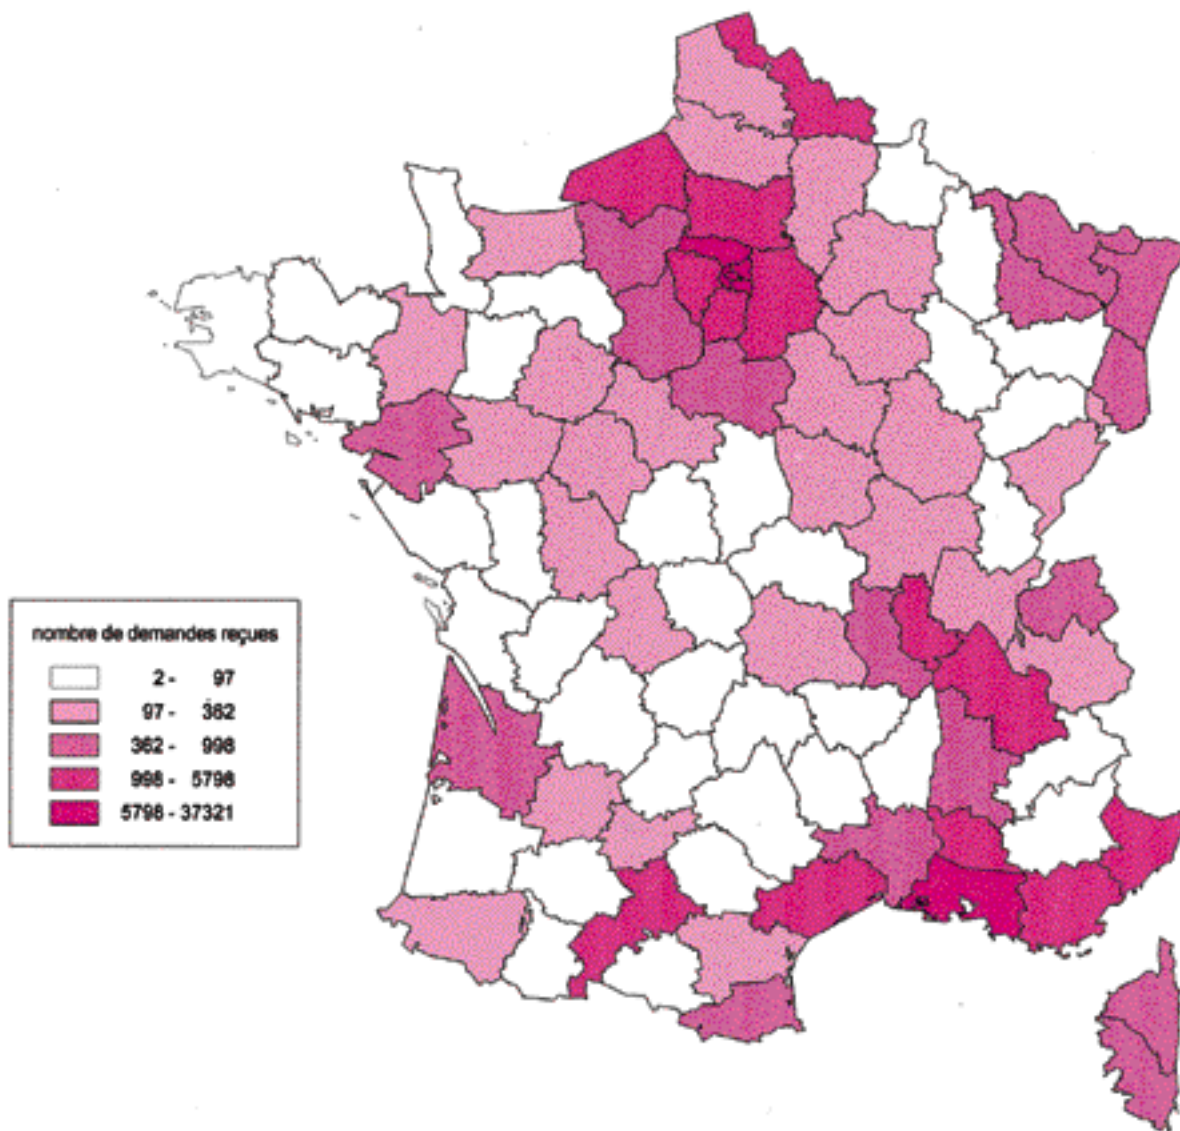 nombre de demandes reçues
2 - 97
97 - 362
362 - 998
998 - 5798
5798 - 37321